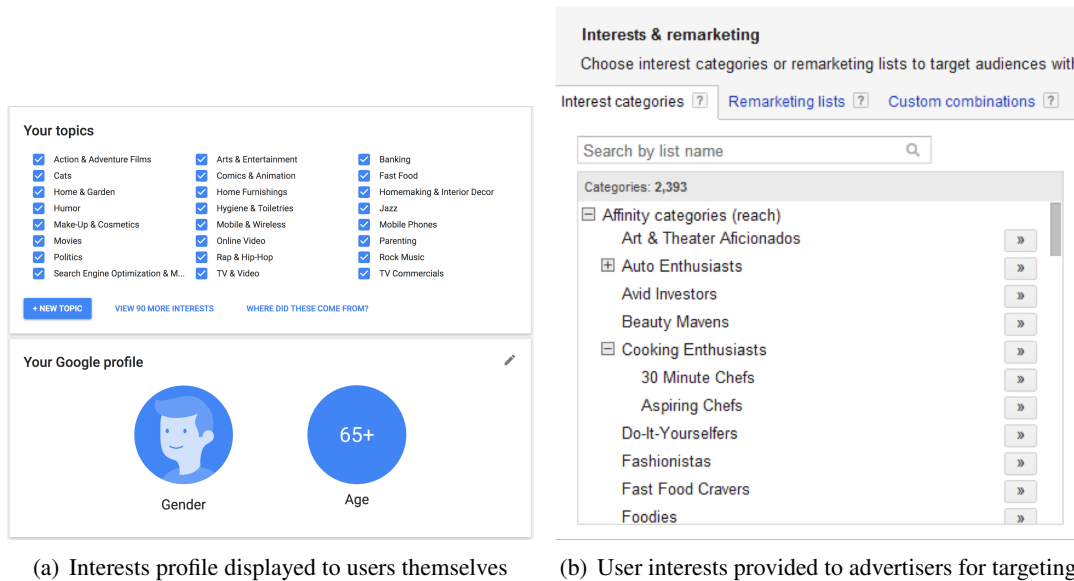 Your topics
Action & Adventure Films Arts & Entertainment Banking
Cats Comics & Animation Fast Food
Home & Garden Home Furnishings Homemaking & Interior Decor
Humor Hygiene & Toiletries Jazz
Make-Up & Cosmetics Mobile & Wireless Mobile Phones
Movies Online Video Parenting
Politics Rap & Hip-Hop Rock Music
Search Engine Optimization & M... TV & Video TV Commercials
+ NEW TOPIC VIEW 90 MORE INTERESTS WHERE DID THESE COME FROM?
Your Google profile
65+
Gender Age
(a) Interests profile displayed to users themselves
Interests & remarketing
Choose interest categories or remarketing lists to target audiences with
Interest categories ? Remarketing lists ? Custom combinations ?
Search by list name
Categories: 2,393
Affinity categories (reach)
Art & Theater Aficionados »
Auto Enthusiasts »
Avid Investors »
Beauty Mavens »
Cooking Enthusiasts »
30 Minute Chefs »
Aspiring Chefs »
Do-It-Yourselfers »
Fashionistas »
Fast Food Cravers »
Foodies »
(b) User interests provided to advertisers for targeting